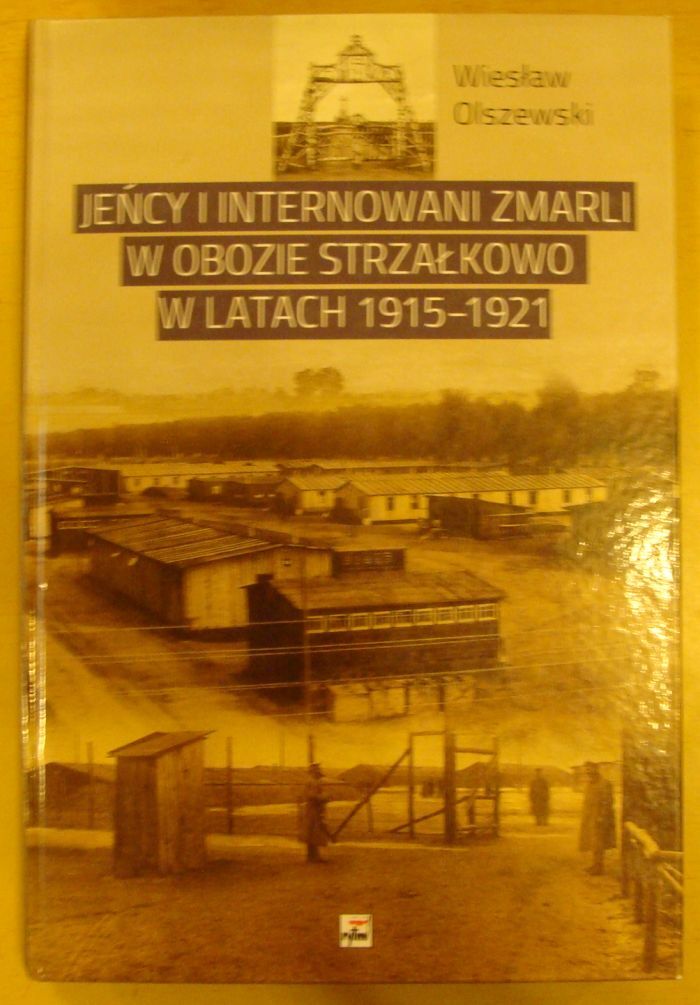 Wiesław
Olszewski
JEŃCY I INTERNOWANI ZMARLI
W OBOZIE STRZAŁKOWO
W LATACH 1915–1921